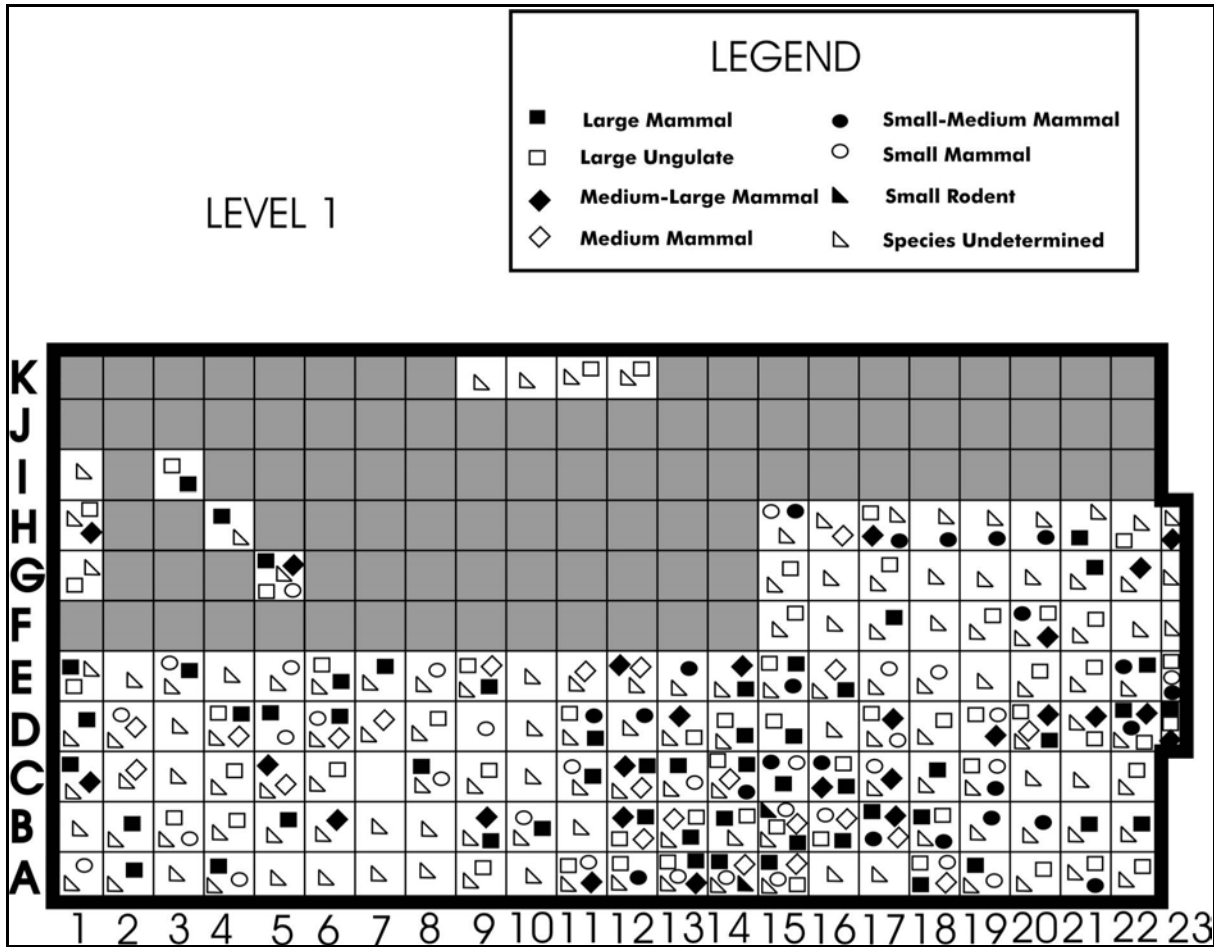 LEGEND
Large Mammal
Small-Medium Mammal
Large Ungulate
Small Mammal
Medium-Large Mammal
Small Rodent
Medium Mammal
Species Undetermined
LEVEL 1
K
J
I
H
G
F
E
D
C
B
A
1 2 3 4 5 6 7 8 9 10 11 12 13 14 15 16 17 18 19 20 21 22 23